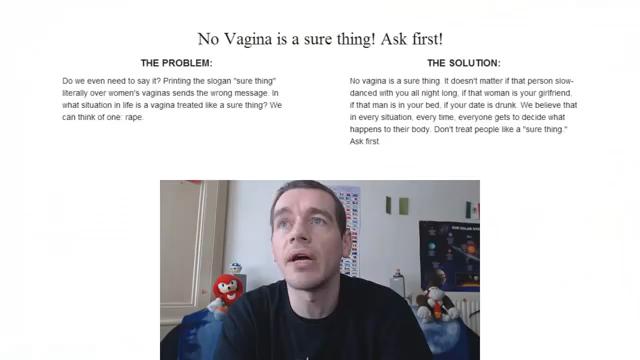 No Vagina is a sure thing! Ask first!
THE PROBLEM:
Do we even need to say it? Printing the slogan "sure thing"
literally over women's vaginas sends the wrong message. In
what situation in life is a vagina treated like a sure thing? We
can think of one: rape.
THE SOLUTION:
No vagina is a sure thing. It doesn't matter if that person slow-
danced with you all night long, if that woman is your girlfriend,
if that man is in your bed, if your date is drunk. We believe that
in every situation, every time, everyone gets to decide what
happens to their body. Don't treat people like a "sure thing."
Ask first.